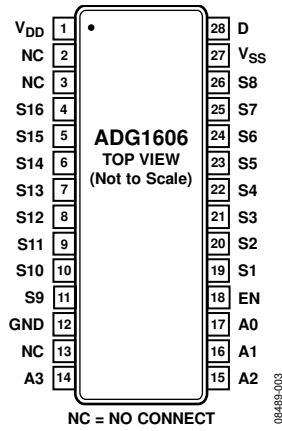 VDD 1 28 D
NC 2 27 VSS
NC 3 26 S8
S16 4 25 S7
S15 5 24 S6
S14 6 23 S5
S13 7 22 S4
S12 8 21 S3
S11 9 20 S2
S10 10 19 S1
S9 11 18 EN
GND 12 17 A0
NC 13 16 A1
A3 14 15 A2
ADG1606
TOP VIEW
(Not to Scale)
NC = NO CONNECT
08489-003